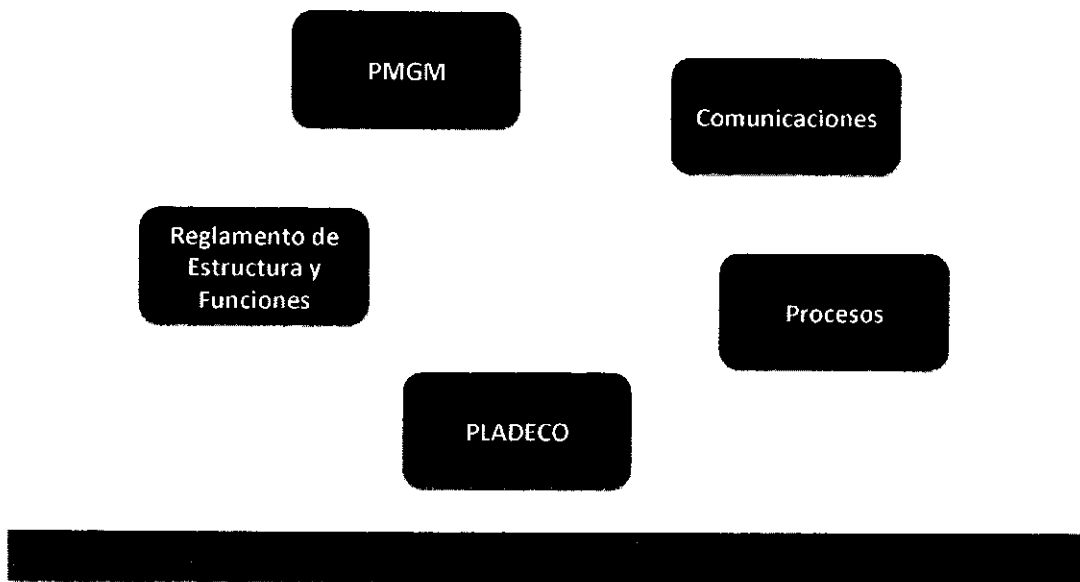 PMGM
Comunicaciones
Reglamento de
Estructura y
Funciones
Procesos
PLADECO